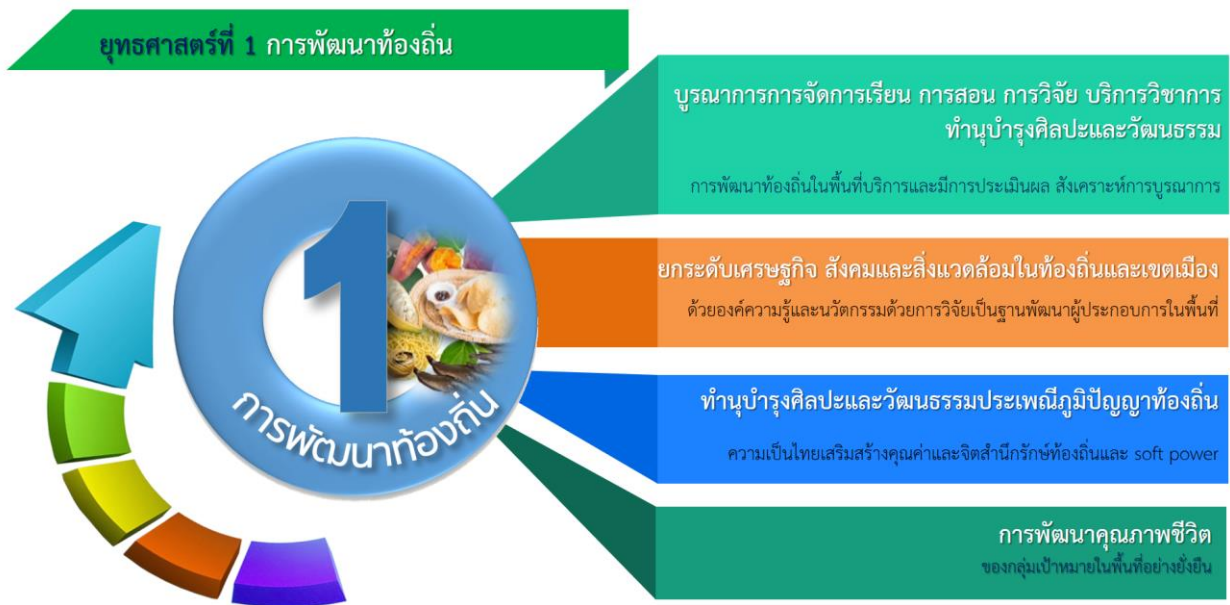 ยุทธศาสตร์ที่ 1 การพัฒนาท้องถิ่น
บูรณาการการจัดการเรียน การสอน การวิจัย บริการวิชาการ
ทำนุบำรุงศิลปะและวัฒนธรรม
การพัฒนาท้องถิ่นในพื้นที่บริการและมีการประเมินผล สังเคราะห์การบูรณาการ
1
การพัฒนาท้องถิ่น
ยกระดับเศรษฐกิจ สังคมและสิ่งแวดล้อมในท้องถิ่นและเขตเมือง
ด้วยองค์ความรู้และนวัตกรรมด้วยการวิจัยเป็นฐานพัฒนาผู้ประกอบการในพื้นที่
ทำนุบำรุงศิลปะและวัฒนธรรมประเพณีภูมิปัญญาท้องถิ่น
ความเป็นไทยเสริมสร้างคุณค่าและจิตสำนึกรักษ์ท้องถิ่นและ soft power
การพัฒนาคุณภาพชีวิต
ของกลุ่มเป้าหมายในพื้นที่อย่างยั่งยืน